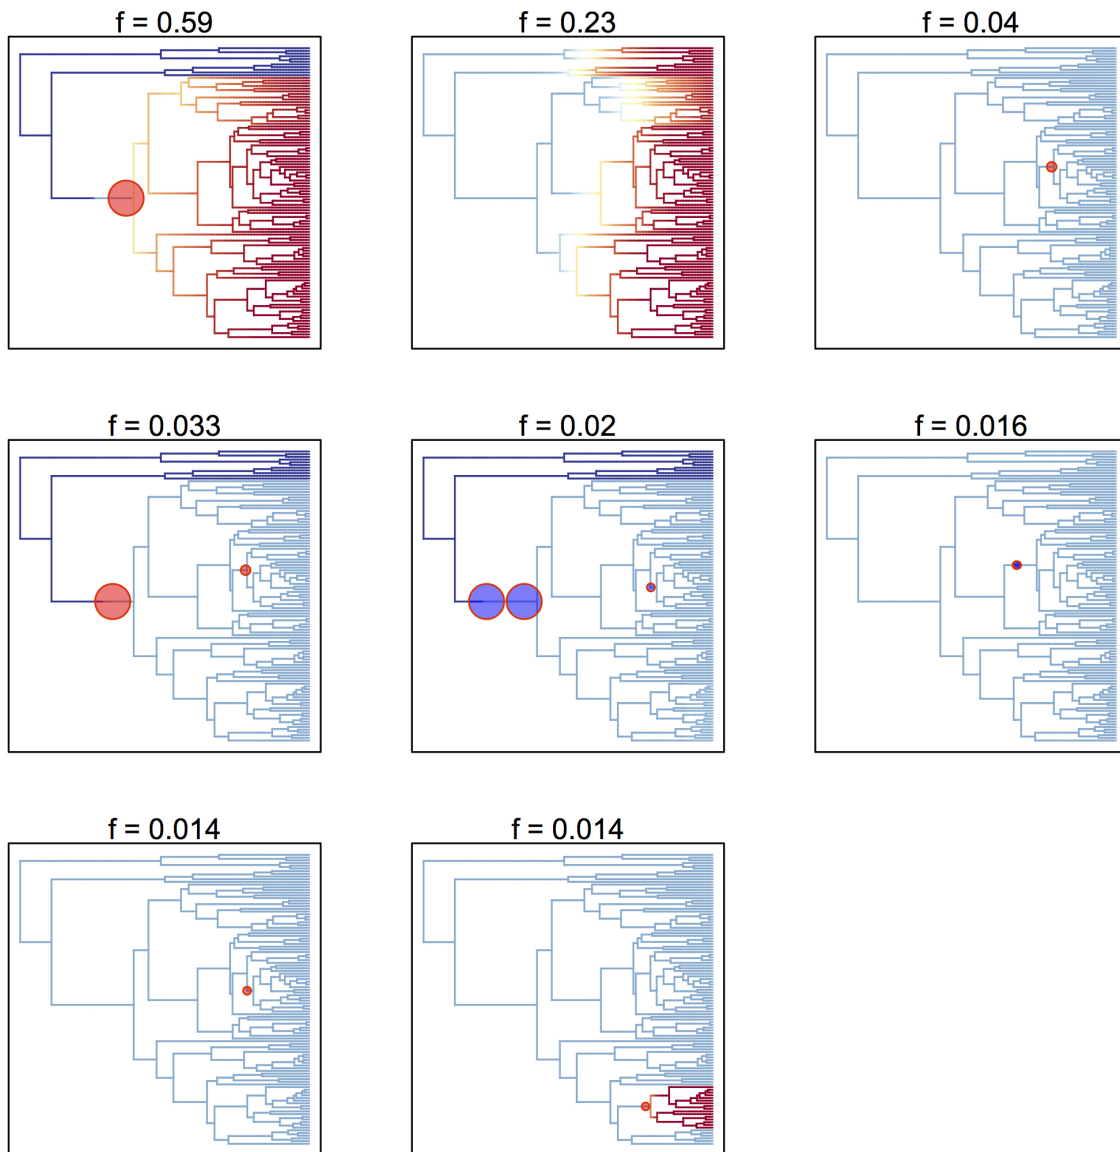 f = 0.59
f = 0.23
f = 0.04
f = 0.033
f = 0.02
f = 0.016
f = 0.014
f = 0.014